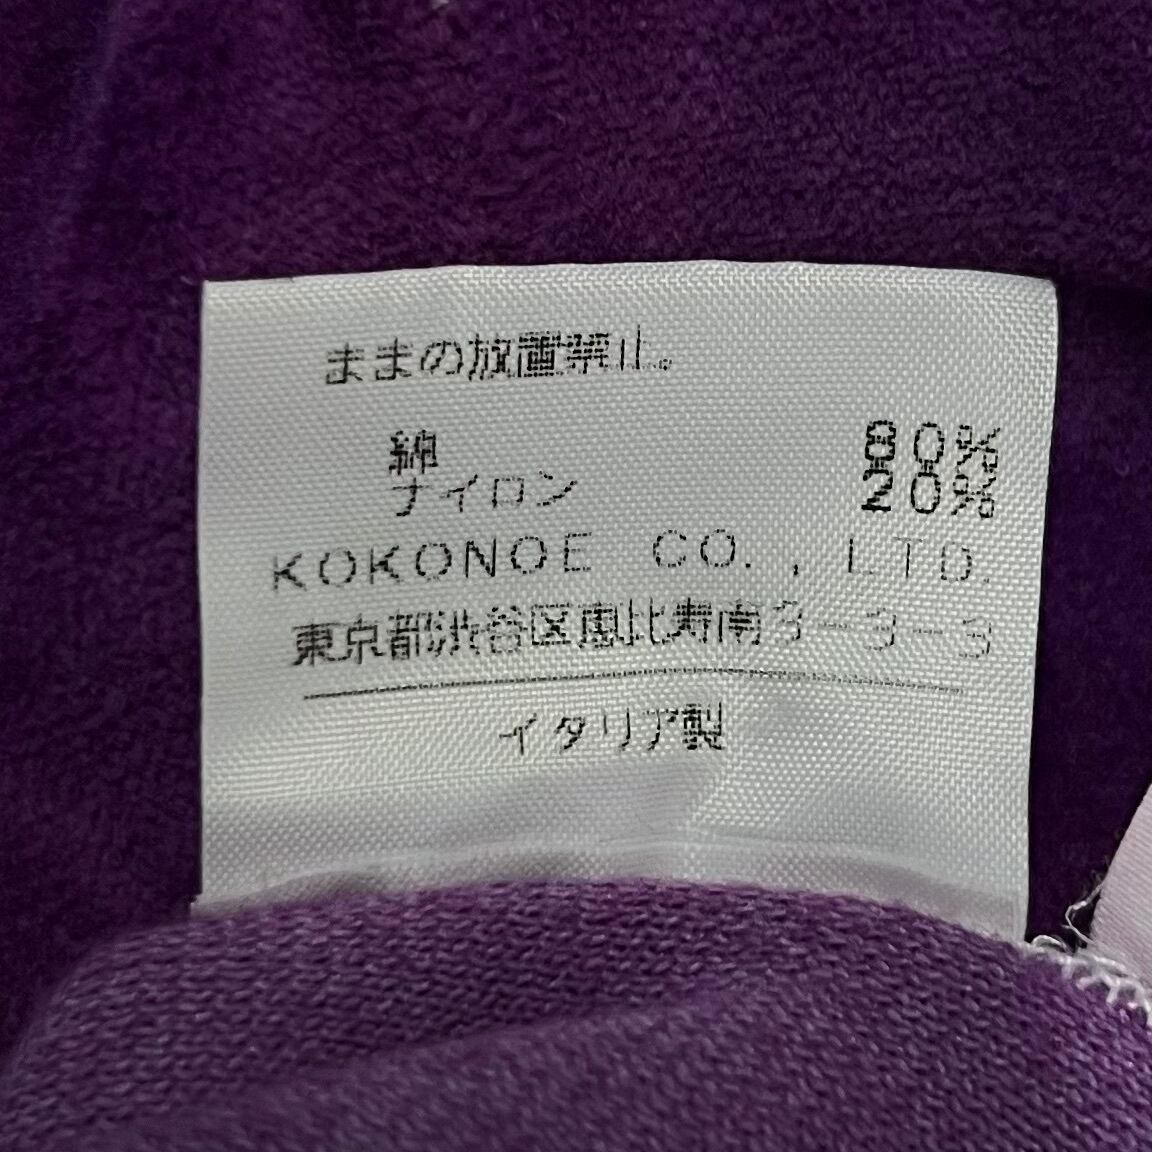 ままの放置禁止。
綿 80%
ナイロン 20%
KOKONOE CO., LTD.
東京都渋谷区恵比寿南3-3-3
イタリア製